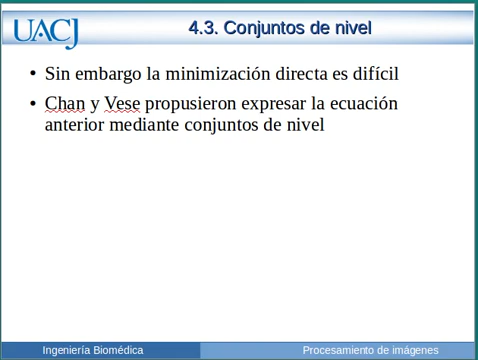 UACJ
4.3. Conjuntos de nivel
• Sin embargo la minimización directa es difícil
• Chan y Vese propusieron expresar la ecuación
anterior mediante conjuntos de nivel
Ingeniería Biomédica
Procesamiento de imágenes